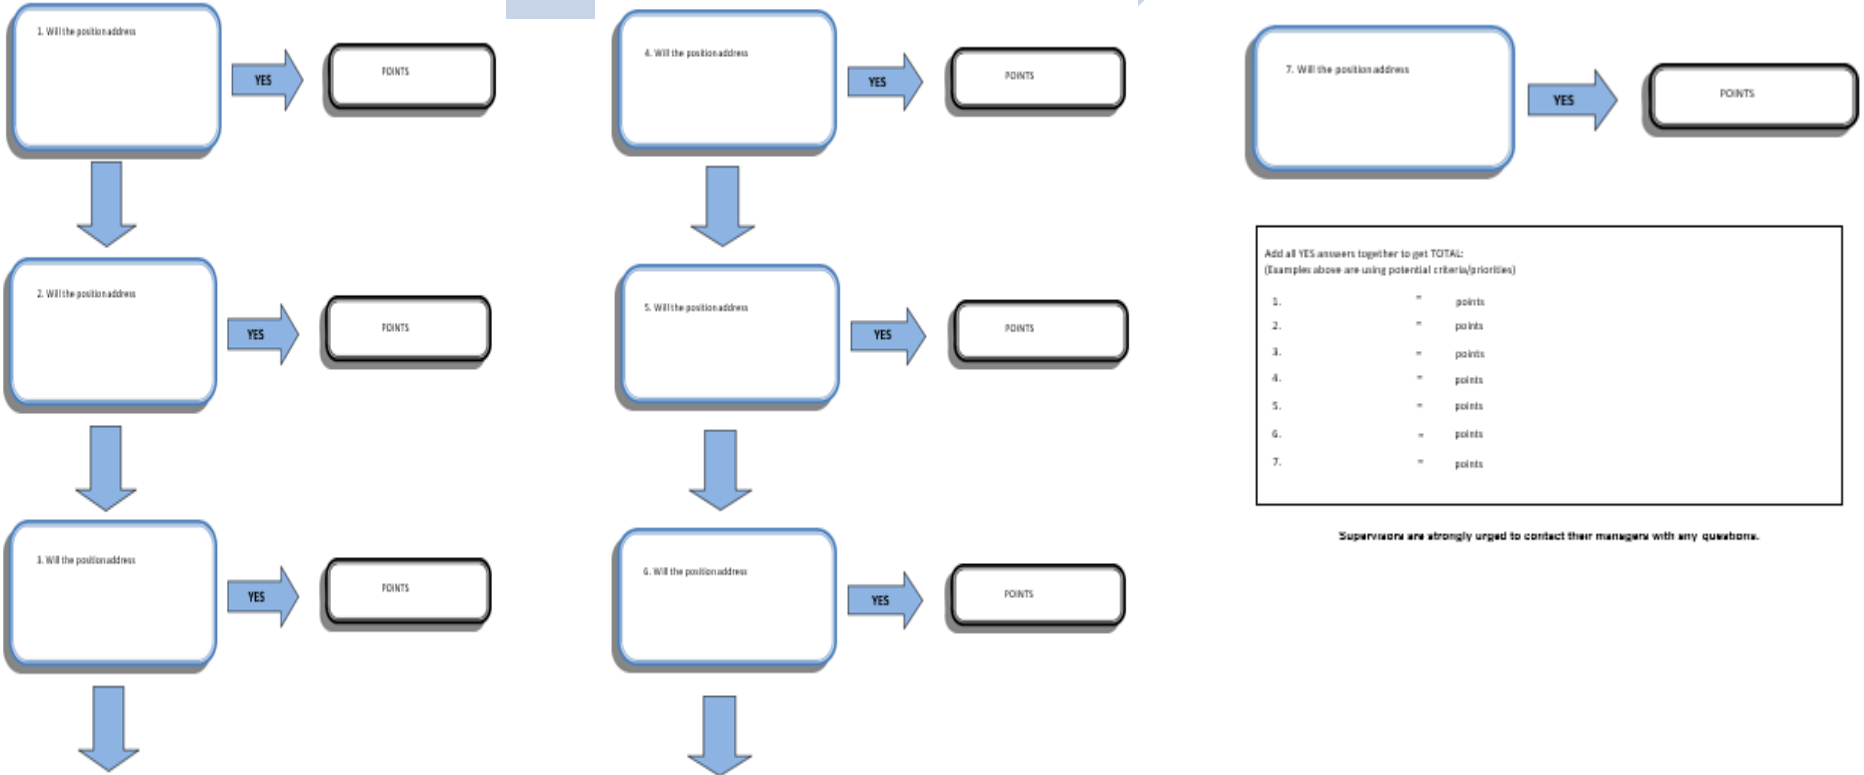 1. Will the position address
YES
POINTS
2. Will the position address
YES
POINTS
3. Will the position address
YES
POINTS
4. Will the position address
YES
POINTS
5. Will the position address
YES
POINTS
6. Will the position address
YES
POINTS
7. Will the position address
YES
POINTS
Add all YES answers together to get TOTAL:
(Examples above are using potential criteria/priorities)
1. = points
2. = points
3. = points
4. = points
5. = points
6. = points
7. = points
Supervisors are strongly urged to contact their managers with any questions.